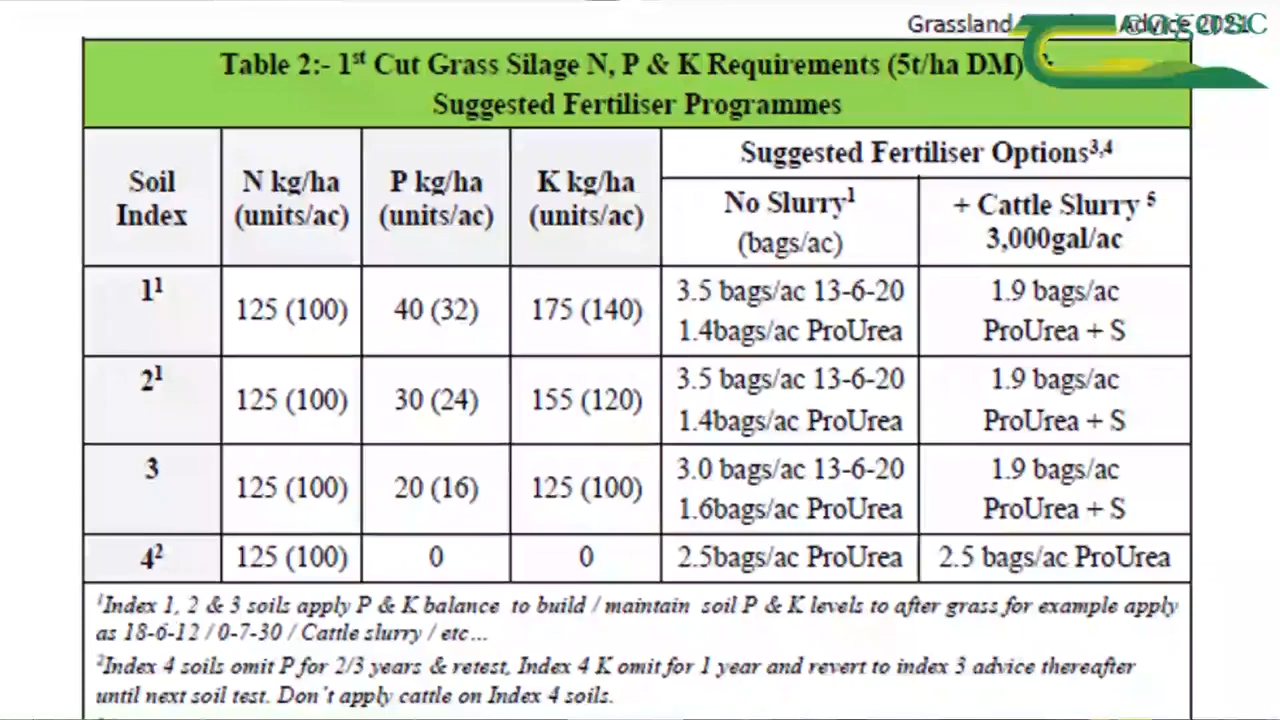 Grassland Advice 2021
teagasc
Table 2:- 1st Cut Grass Silage N, P & K Requirements (5t/ha DM)
Suggested Fertiliser Programmes
Soil Index
N kg/ha (units/ac)
P kg/ha (units/ac)
K kg/ha (units/ac)
Suggested Fertiliser Options3,4
No Slurry1
(bags/ac)
+ Cattle Slurry 5
3,000gal/ac
1¹ 125 (100) 40 (32) 175 (140) 3.5 bags/ac 13-6-20 1.9 bags/ac
1.4bags/ac ProUrea ProUrea + S
2¹ 125 (100) 30 (24) 155 (120) 3.5 bags/ac 13-6-20 1.9 bags/ac
1.4bags/ac ProUrea ProUrea + S
3 125 (100) 20 (16) 125 (100) 3.0 bags/ac 13-6-20 1.9 bags/ac
1.6bags/ac ProUrea ProUrea + S
4² 125 (100) 0 0 2.5bags/ac ProUrea 2.5 bags/ac ProUrea
¹Index 1, 2 & 3 soils apply P & K balance to build / maintain soil P & K levels to after grass for example apply
as 18-6-12 / 0-7-30 / Cattle slurry / etc...
²Index 4 soils omit P for 2/3 years & retest, Index 4 K omit for 1 year and revert to index 3 advice thereafter
until next soil test. Don't apply cattle on Index 4 soils.